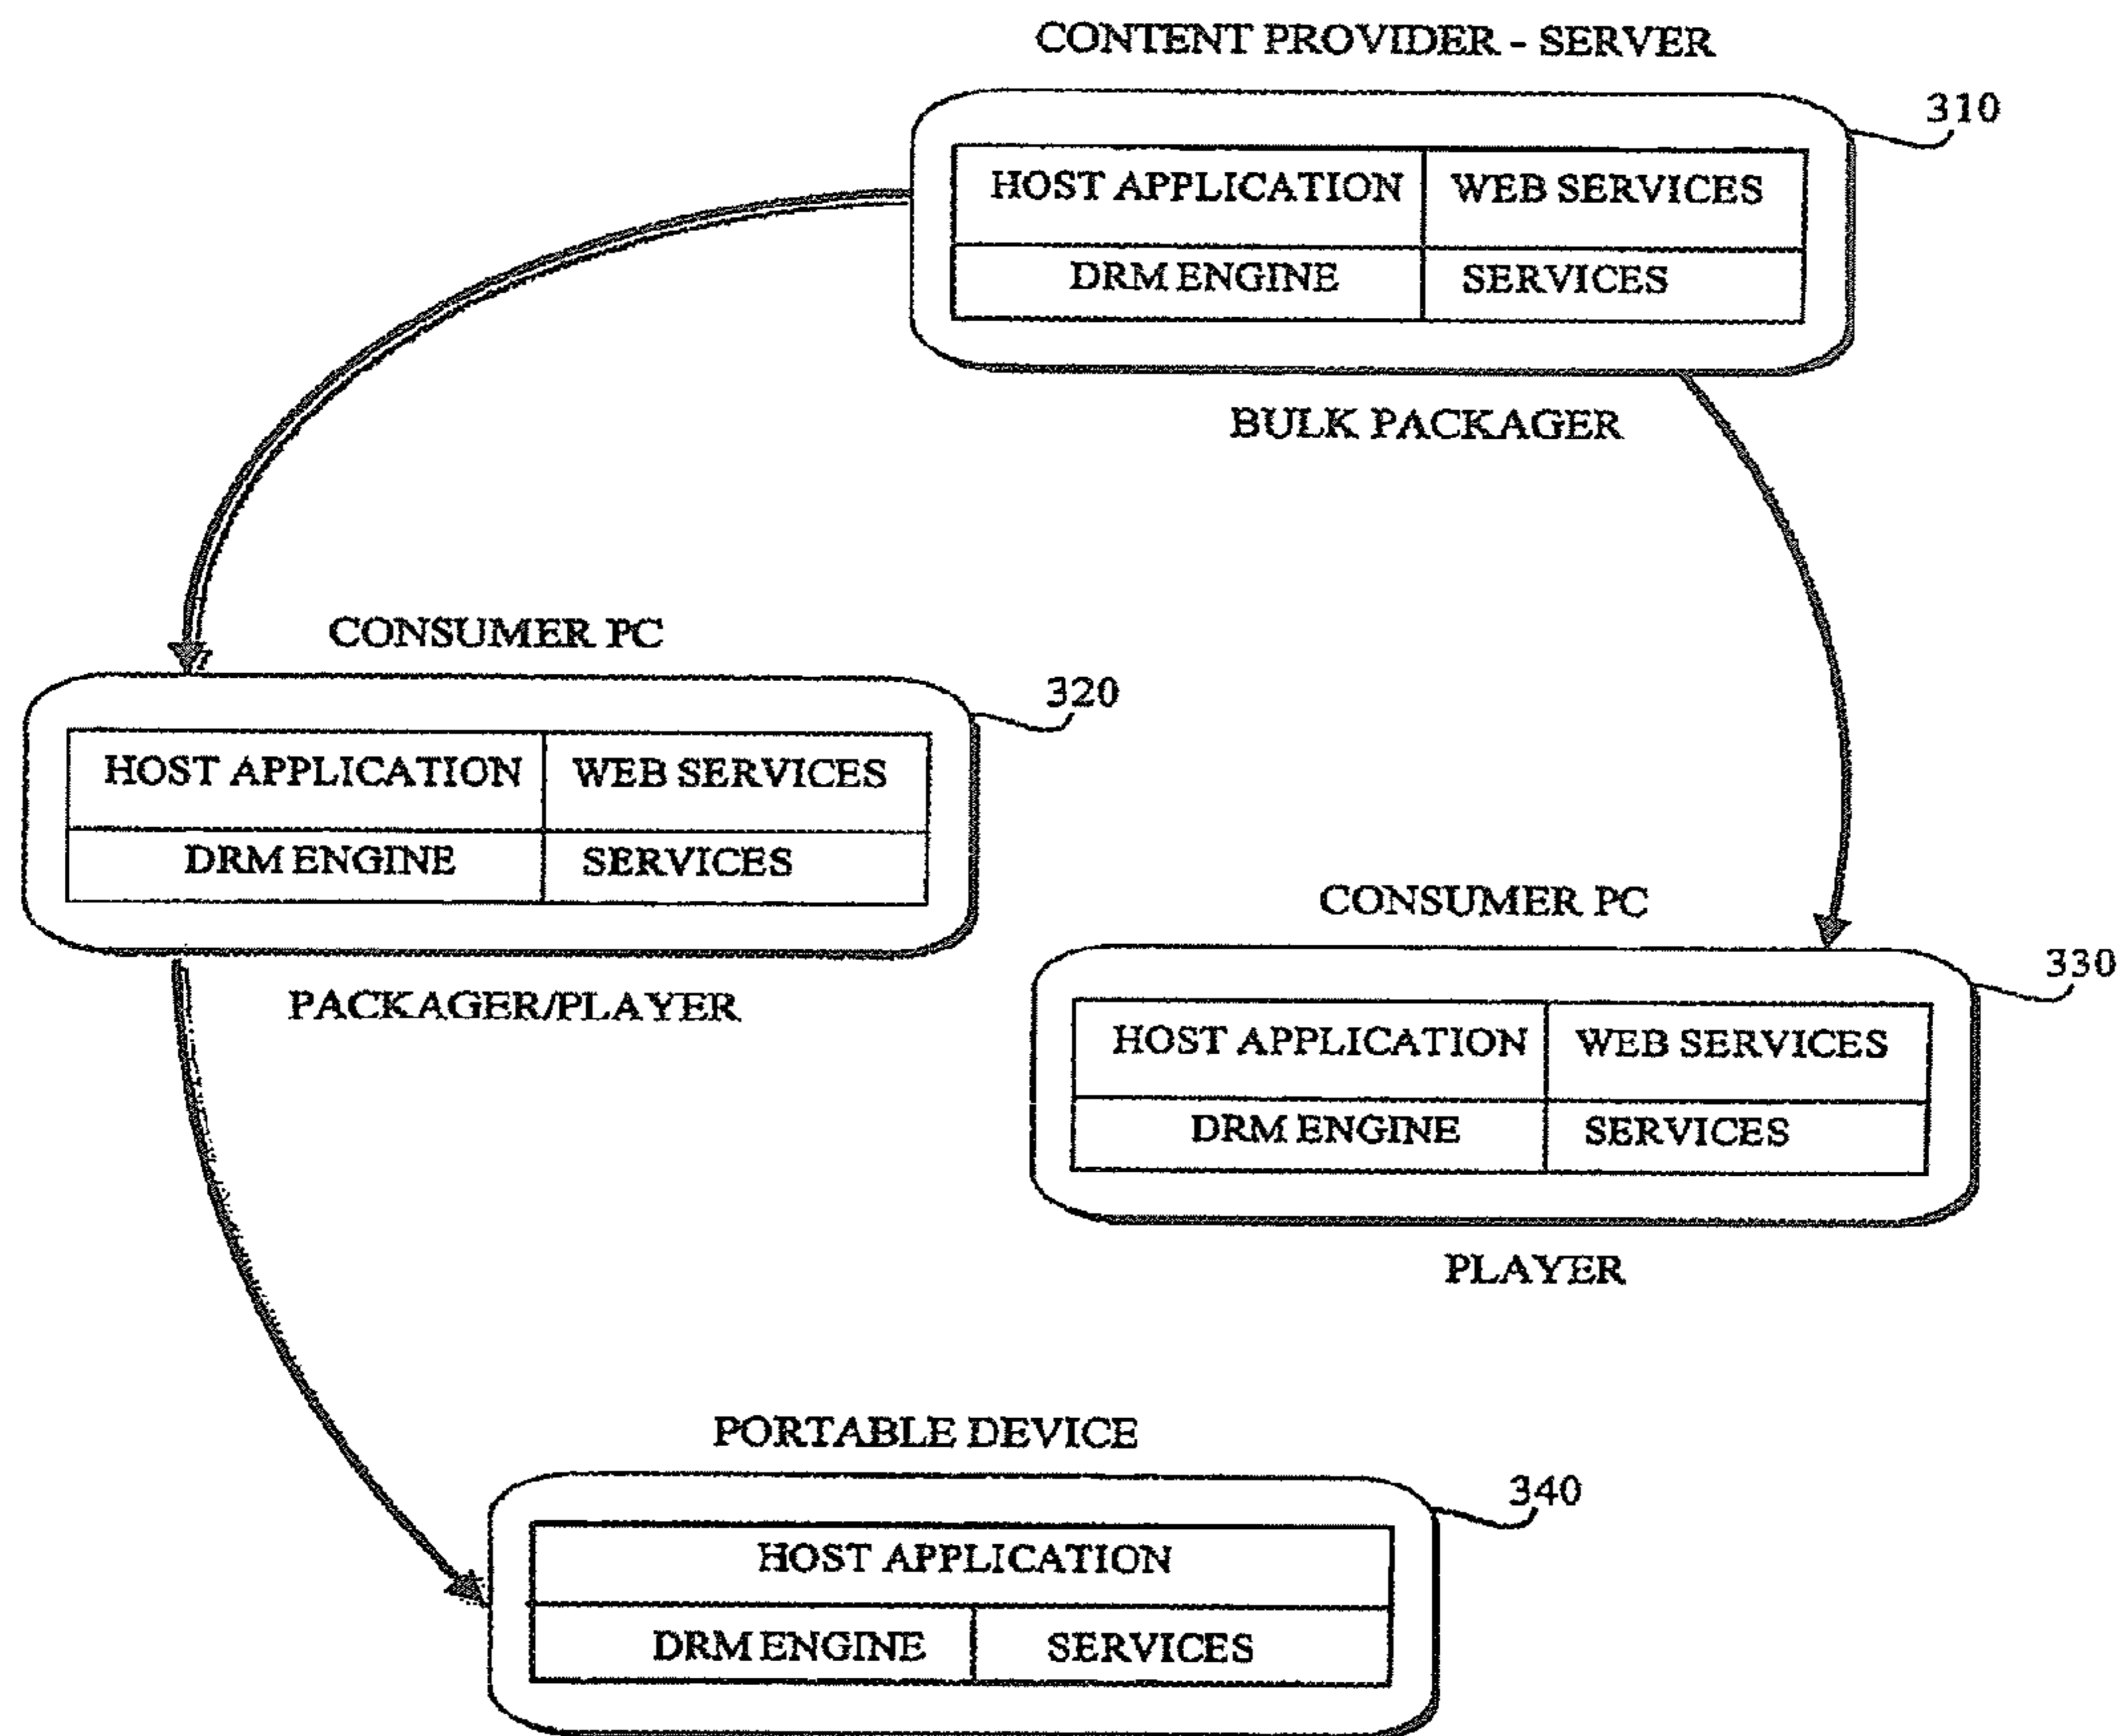 CONTENT PROVIDER - SERVER
310
HOST APPLICATION WEB SERVICES
DRM ENGINE SERVICES
BULK PACKAGER
CONSUMER PC
320
HOST APPLICATION WEB SERVICES
DRM ENGINE SERVICES
PACKAGER/PLAYER
CONSUMER PC
330
HOST APPLICATION WEB SERVICES
DRM ENGINE SERVICES
PLAYER
PORTABLE DEVICE
340
HOST APPLICATION
DRM ENGINE SERVICES